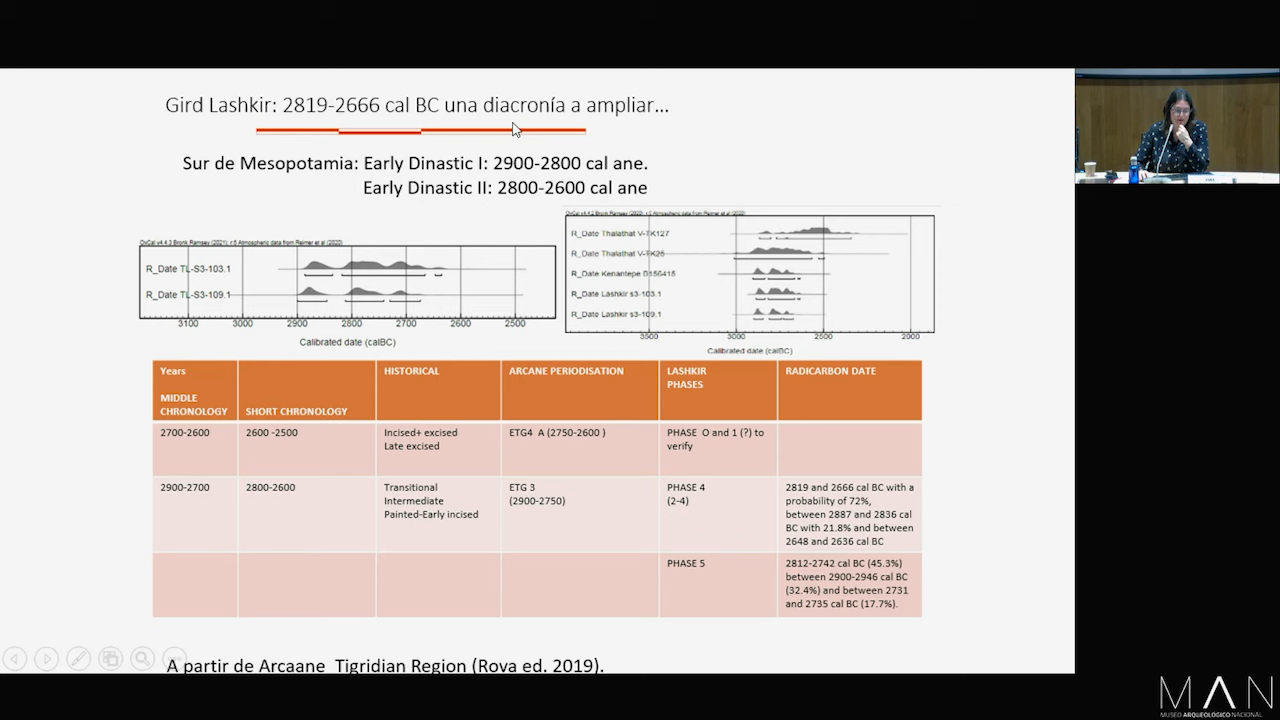 Gird Lashkir: 2819-2666 cal BC una diacronía a ampliar...
Sur de Mesopotamia: Early Dinastic I: 2900-2800 cal ane.
Early Dinastic II: 2800-2600 cal ane
OxCal v4.4.3 Bronk Ramsey (2021); r:5 Atmospheric data from Reimer et al (2020)
R_Date TL-S3-103.1
R_Date TL-S3-109.1
3100 3000 2900 2800 2700 2600 2500
Calibrated date (calBC)
OxCal v4.4.2 Bronk Ramsey (2020); r:5 Atmospheric data from Reimer et al (2020)
R_Date Thalathat V-TK127
R_Date Thalathat V-TK25
R_Date Kenantepe B156415
R_Date Lashkir s3-103.1
R_Date Lashkir s3-109.1
3500 3000 2500 2000
Calibrated date (calBC)
Years
MIDDLE
CHRONOLOGY
SHORT CHRONOLOGY
HISTORICAL
ARCANE PERIODISATION
LASHKIR
PHASES
RADICARBON DATE
2700-2600
2600 -2500
Incised+ excised
Late excised
ETG4 A (2750-2600 )
PHASE O and 1 (?) to
verify
2900-2700
2800-2600
Transitional
Intermediate
Painted-Early incised
ETG 3
(2900-2750)
PHASE 4
(2-4)
2819 and 2666 cal BC with a
probability of 72%,
between 2887 and 2836 cal
BC with 21.8% and between
2648 and 2636 cal BC
PHASE 5
2812-2742 cal BC (45.3%)
between 2900-2946 cal BC
(32.4%) and between 2731
and 2735 cal BC (17.7%).
A partir de Arcaane Tigridian Region (Rova ed. 2019).
MAN
MUSEO ARQUEOLÓGICO NACIONAL